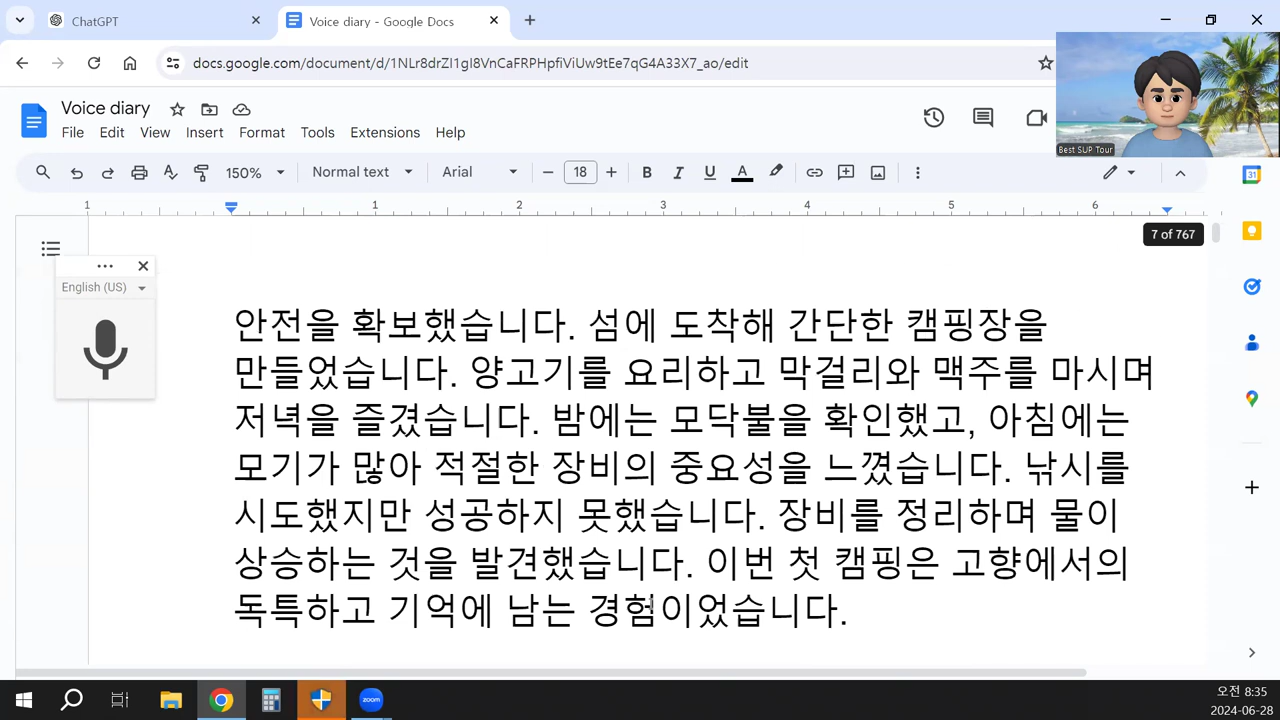 ChatGPT
Voice diary - Google Docs
docs.google.com/document/d/1NLr8drZI1gI8VnCaFRPHpfiViUw9tEe7qG4A33X7_ao/edit
Voice diary
File Edit View Insert Format Tools Extensions Help
Best SUP Tour
150% Normal text Arial 18 B I U A
31
1 1 2 3 4 5 6
7 of 767
English (US)
안전을 확보했습니다. 섬에 도착해 간단한 캠핑장을
만들었습니다. 양고기를 요리하고 막걸리와 맥주를 마시며
저녁을 즐겼습니다. 밤에는 모닥불을 확인했고, 아침에는
모기가 많아 적절한 장비의 중요성을 느꼈습니다. 낚시를
시도했지만 성공하지 못했습니다. 장비를 정리하며 물이
상승하는 것을 발견했습니다. 이번 첫 캠핑은 고향에서의
독특하고 기억에 남는 경험이었습니다.
zoom
오전 8:35
2024-06-28